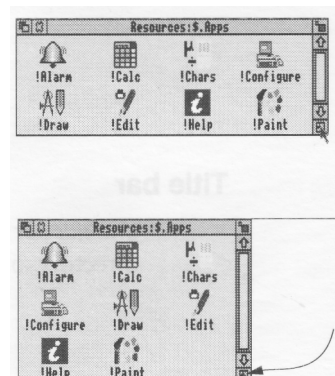 Resources:$.Apps
!Alarm !Calc !Chars !Configure
!Draw !Edit !Help !Paint
Title bar
Resources:$.Apps
!Alarm !Calc !Chars
!Configure !Draw !Edit
!Help !Paint